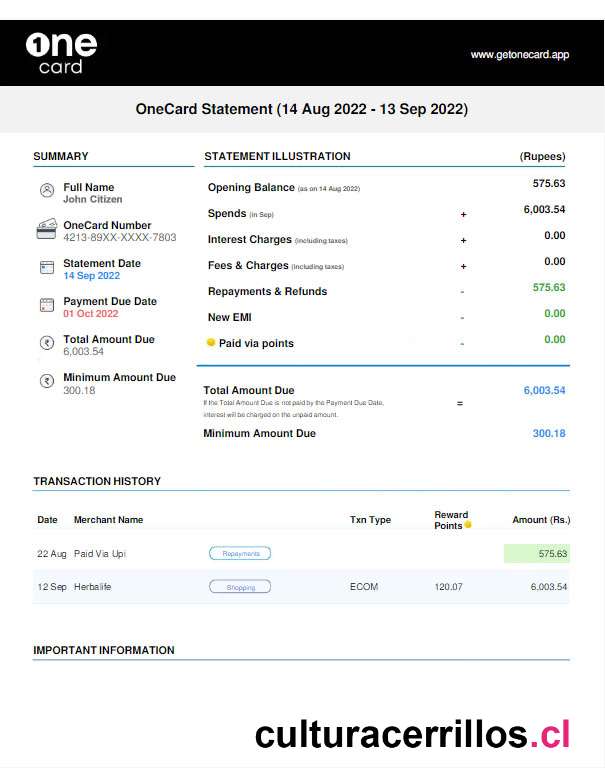 One
card
www.getonecard.app
OneCard Statement (14 Aug 2022 - 13 Sep 2022)
SUMMARY
Full Name
John Citizen
OneCard Number
4213-89XX-XXXX-7803
Statement Date
14 Sep 2022
Payment Due Date
01 Oct 2022
Total Amount Due
6,003.54
Minimum Amount Due
300.18
STATEMENT ILLUSTRATION (Rupees)
Opening Balance (as on 14 Aug 2022) 575.63
Spends (in Sep) + 6,003.54
Interest Charges (including taxes) + 0.00
Fees & Charges (including taxes) + 0.00
Repayments & Refunds - 575.63
New EMI - 0.00
Paid via points - 0.00
Total Amount Due = 6,003.54
If the Total Amount Due is not paid by the Payment Due Date,
interest will be charged on the unpaid amount.
Minimum Amount Due 300.18
TRANSACTION HISTORY
Date Merchant Name Txn Type Reward Points Amount (Rs.)
22 Aug Paid Via Upi Repayments 575.63
12 Sep Herbalife Shopping ECOM 120.07 6,003.54
IMPORTANT INFORMATION
culturacerrillos.cl